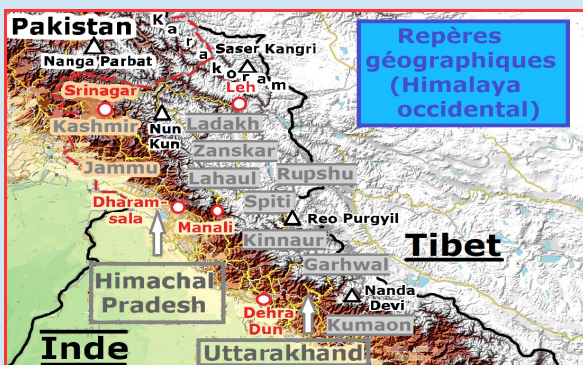 Pakistan
Nanga Parbat
Karakoram
Saser Kangri
Repères
géographiques
(Himalaya
occidental)
Srinagar
Leh
Kashmir
Nun
Kun
Ladakh
Zanskar
Jammu
Lahaul
Rupshu
Dharam-
sala
Manali
Spiti
Reo Purgyil
Kinnaur
Tibet
Himachal
Pradesh
Garhwal
Nanda
Devi
Dehra
Dun
Kumaon
Inde
Uttarakhand